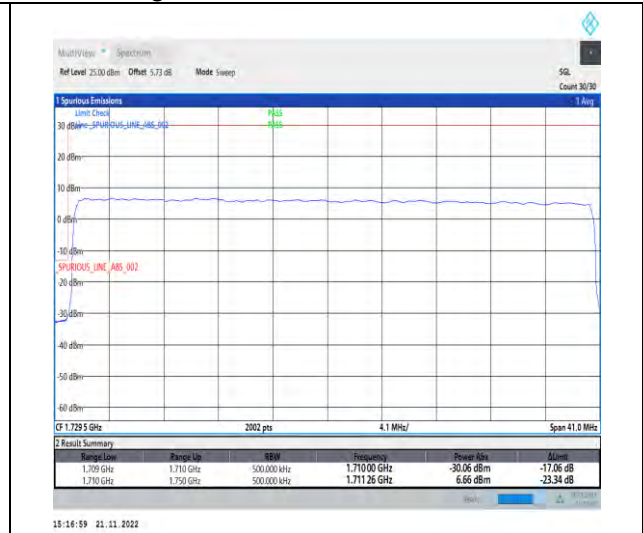 MultiView Spectrum
Ref Level 25.00 dBm Offset 5.73 dB Mode Sweep SGL
Count 30/30
1 Spurious Emissions 1 Avg
Limit Check PASS
30 dBm Line _SPURIOUS_LINE_ABS_002 PASS
20 dBm
10 dBm
0 dBm
-10 dBm
_SPURIOUS_LINE_ABS_002
-20 dBm
-30 dBm
-40 dBm
-50 dBm
-60 dBm
CF 1.7295 GHz 2002 pts 4.1 MHz/ Span 41.0 MHz
2 Result Summary
Range Low Range Up RBW Frequency Power Abs ΔLimit
1.709 GHz 1.710 GHz 500.000 kHz 1.71000 GHz -30.06 dBm -17.06 dB
1.710 GHz 1.750 GHz 500.000 kHz 1.71126 GHz 6.66 dBm -23.34 dB
15:16:59 21.11.2022